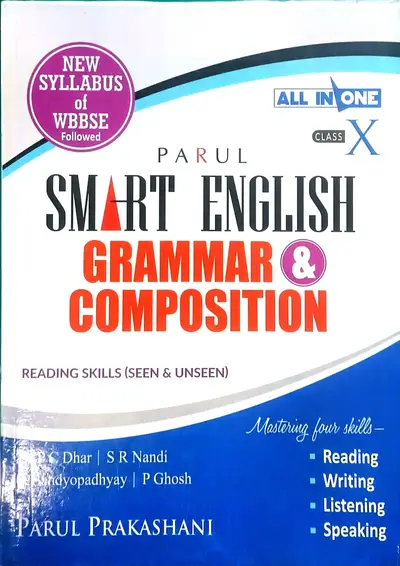 NEW
SYLLABUS
of
WBBSE
Followed
ALL IN ONE
CLASS X
PARUL
SMART ENGLISH
GRAMMAR &
COMPOSITION
READING SKILLS (SEEN & UNSEEN)
Mastering four skills—
Reading
Writing
Listening
Speaking
Dhar | S R Nandi
P Ghosh
PARUL PRAKASHANI